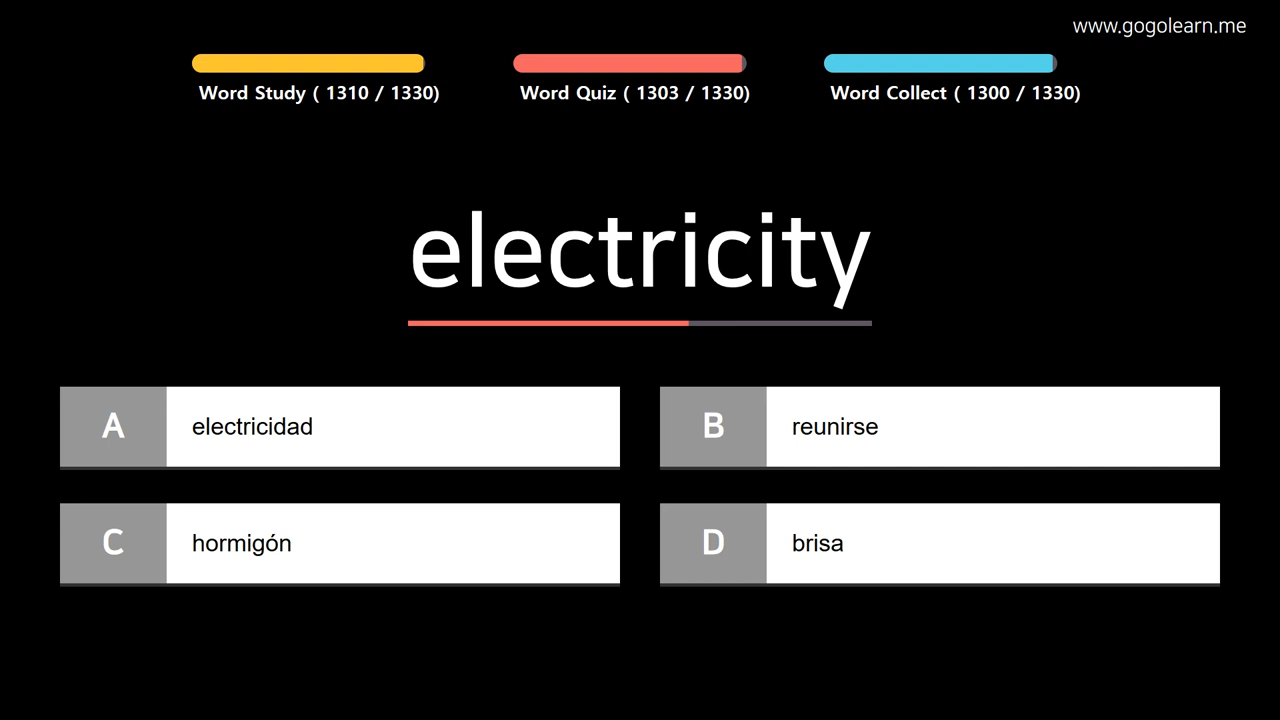 www.gogolearn.me
Word Study ( 1310 / 1330)
Word Quiz ( 1303 / 1330)
Word Collect ( 1300 / 1330)
electricity
A electricidad
B reunirse
C hormigón
D brisa